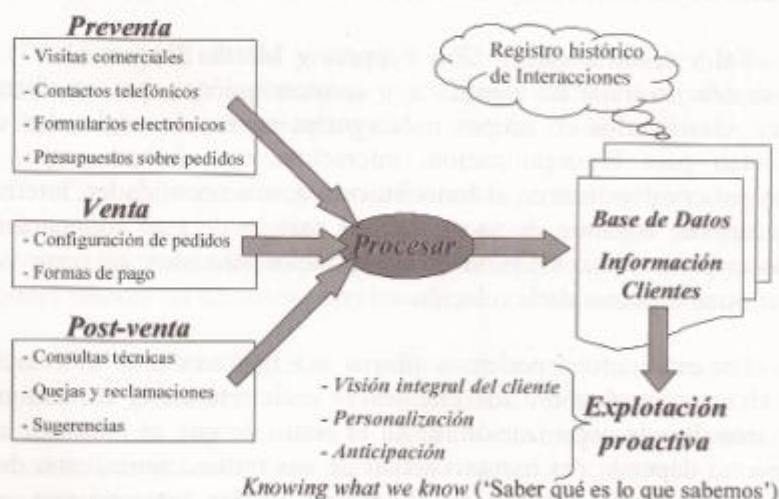 Preventa
- Visitas comerciales
- Contactos telefónicos
- Formularios electrónicos
- Presupuestos sobre pedidos
Venta
- Configuración de pedidos
- Formas de pago
Post-venta
- Consultas técnicas
- Quejas y reclamaciones
- Sugerencias
Procesar
Registro histórico
de Interacciones
Base de Datos
Información
Clientes
- Visión integral del cliente
- Personalización
- Anticipación
Explotación
proactiva
Knowing what we know ('Saber qué es lo que sabemos')